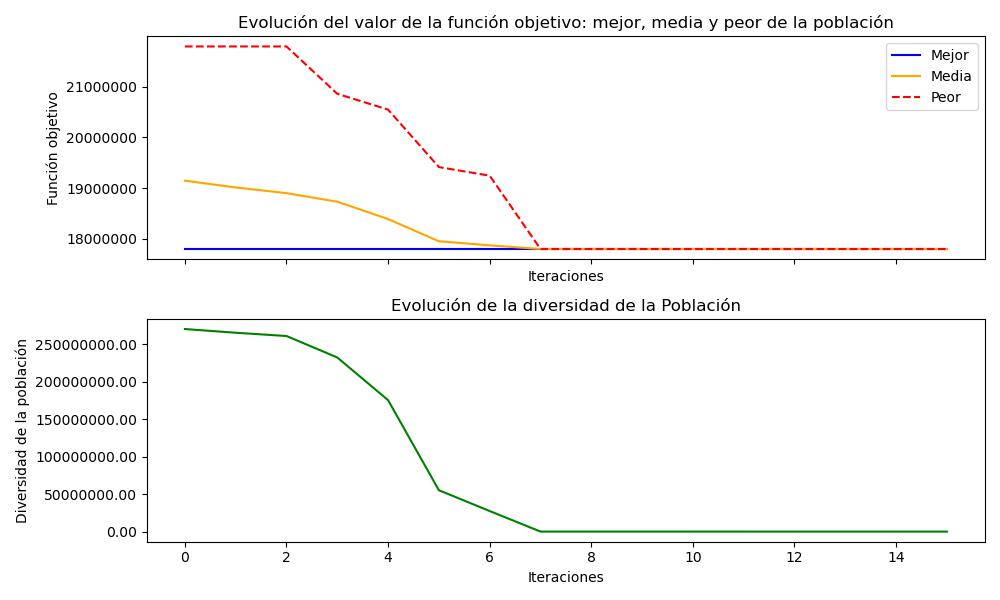 Evolución del valor de la función objetivo: mejor, media y peor de la población
Función objetivo
21000000
20000000
19000000
18000000
Mejor
Media
Peor
Iteraciones
Evolución de la diversidad de la Población
Diversidad de la población
250000000.00
200000000.00
150000000.00
100000000.00
50000000.00
0.00
0 2 4 6 8 10 12 14
Iteraciones